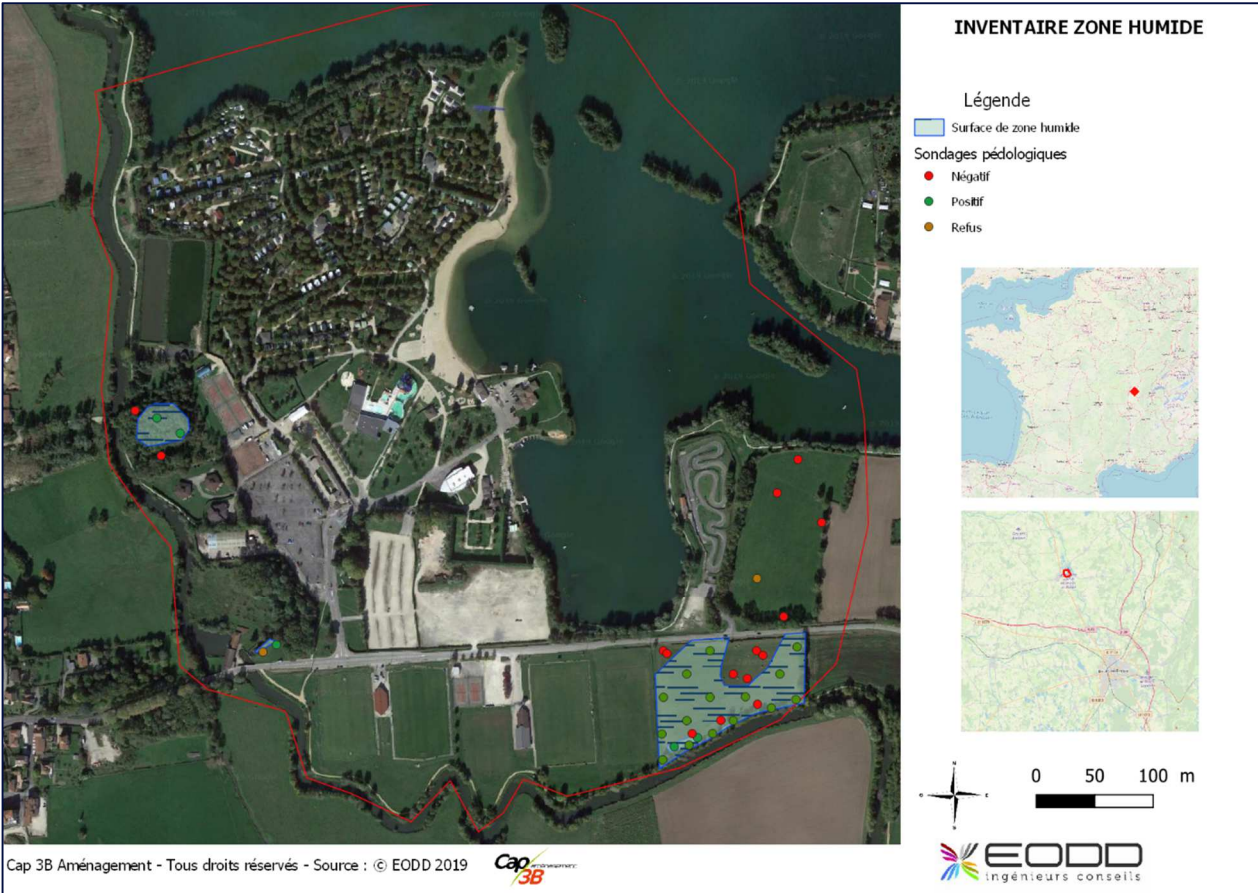 INVENTAIRE ZONE HUMIDE
Légende
Surface de zone humide
Sondages pédologiques
Négatif
Positif
Refus
N
O
E
S
0 50 100 m
EODD
ingénieurs conseils
Cap 3B Aménagement - Tous droits réservés - Source : © EODD 2019
Cap
3B